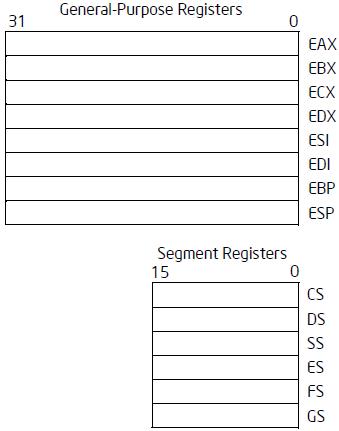 General-Purpose Registers
31 0
EAX
EBX
ECX
EDX
ESI
EDI
EBP
ESP
Segment Registers
15 0
CS
DS
SS
ES
FS
GS